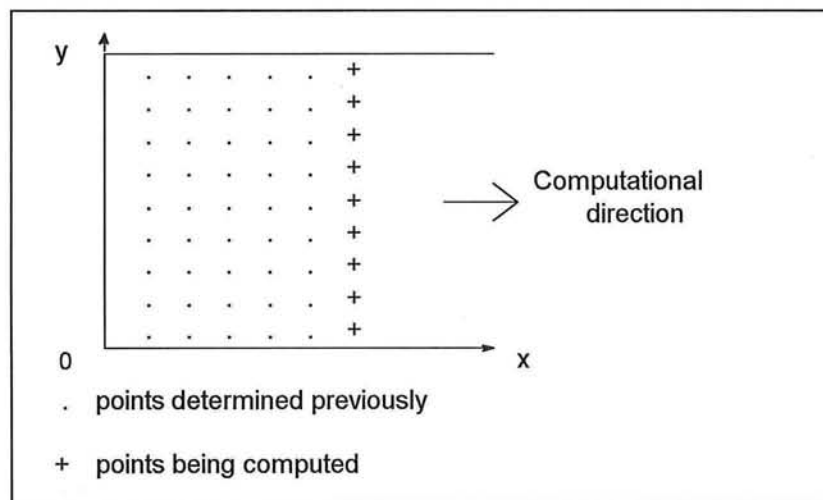 y
Computational
direction
0
x
. points determined previously
+ points being computed